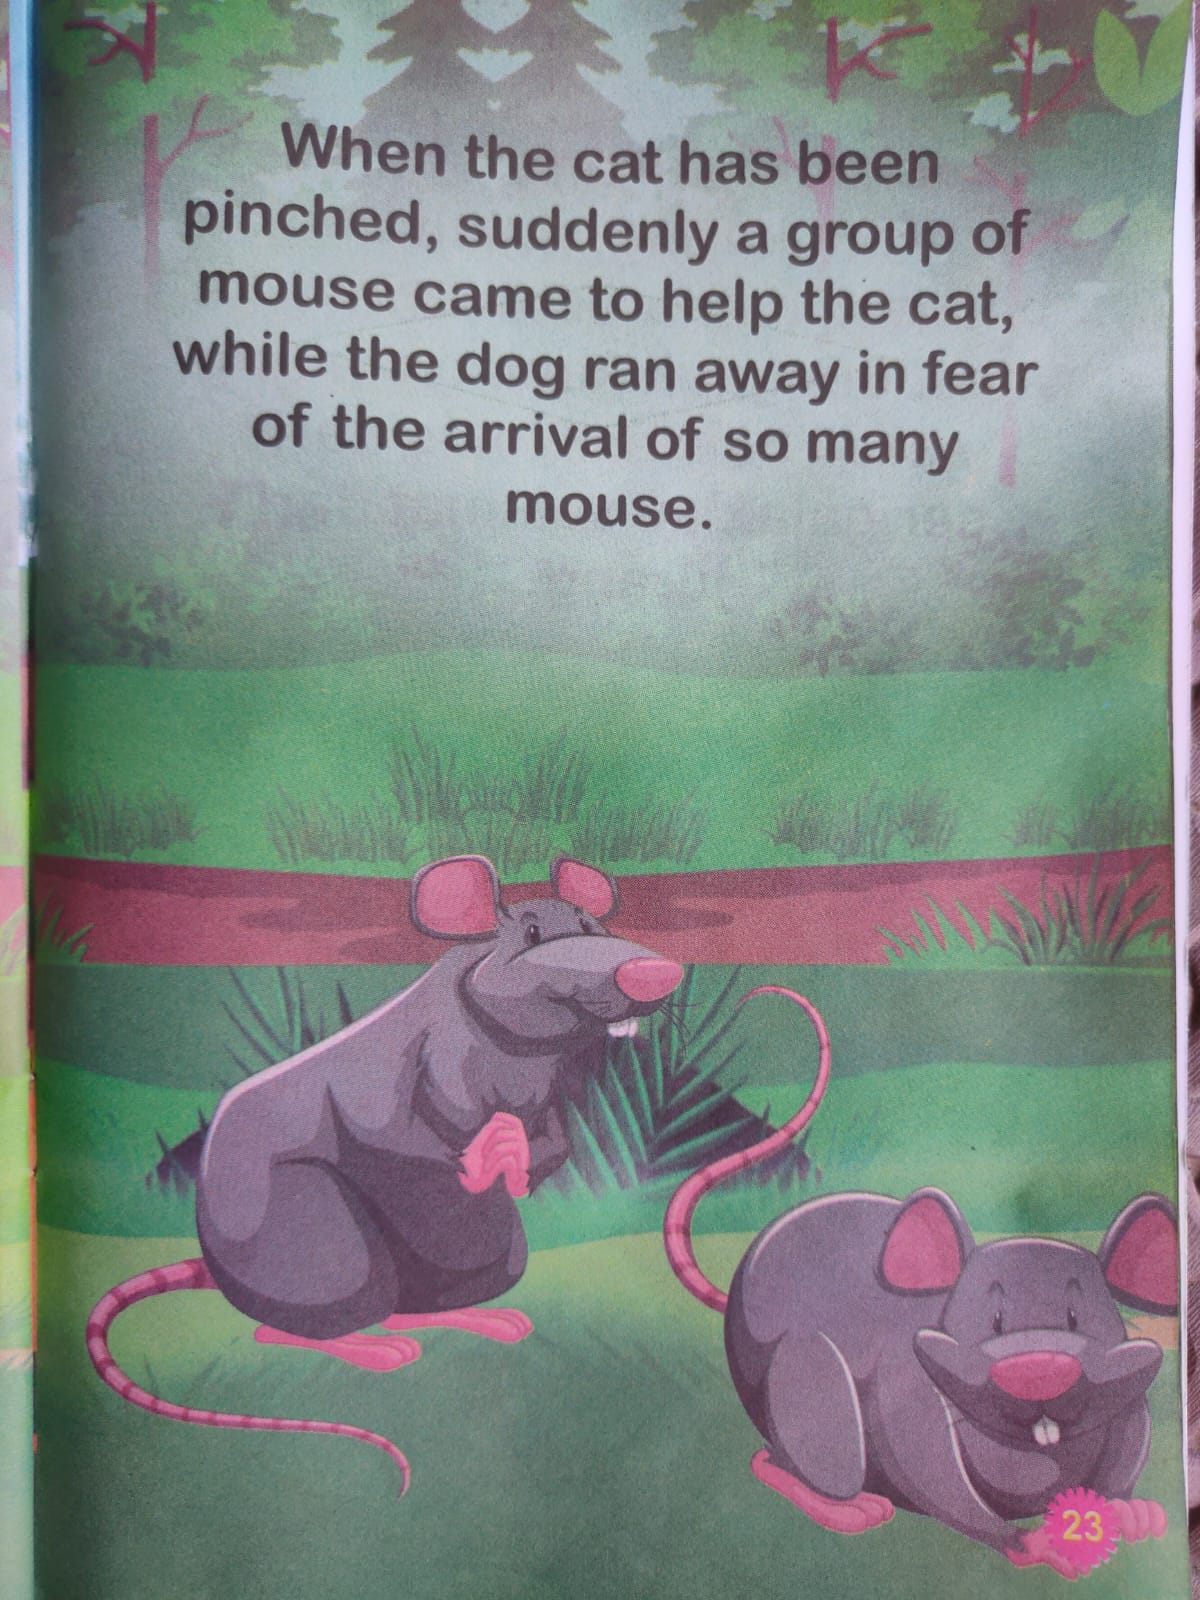 When the cat has been
pinched, suddenly a group of
mouse came to help the cat,
while the dog ran away in fear
of the arrival of so many
mouse.
23